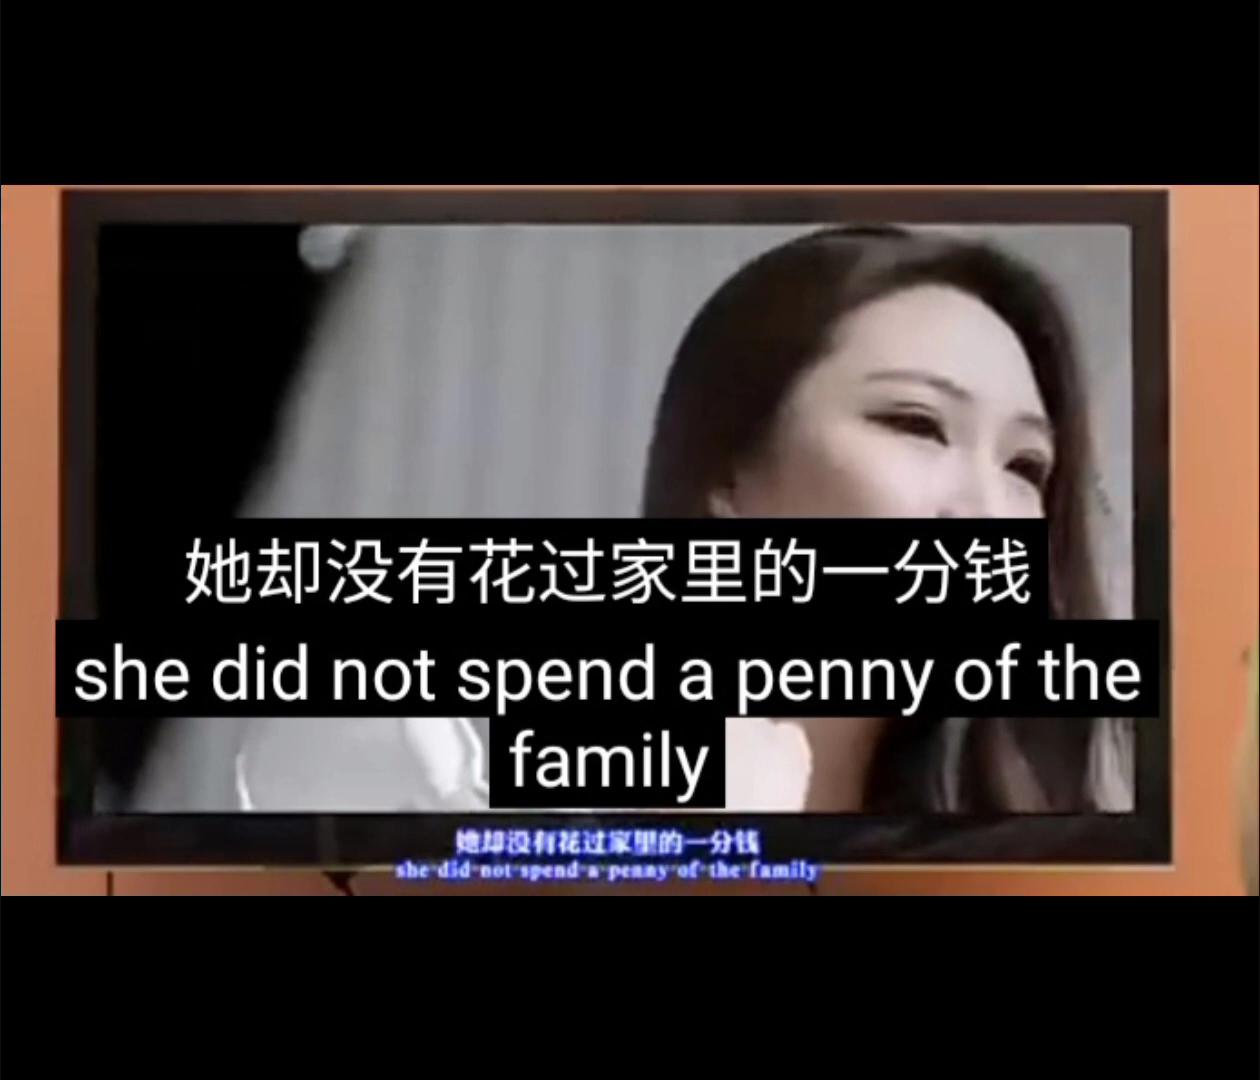 她却没有花过家里的一分钱
she did not spend a penny of the
family
她却没有花过家里的一分钱
she did not spend a penny of the family